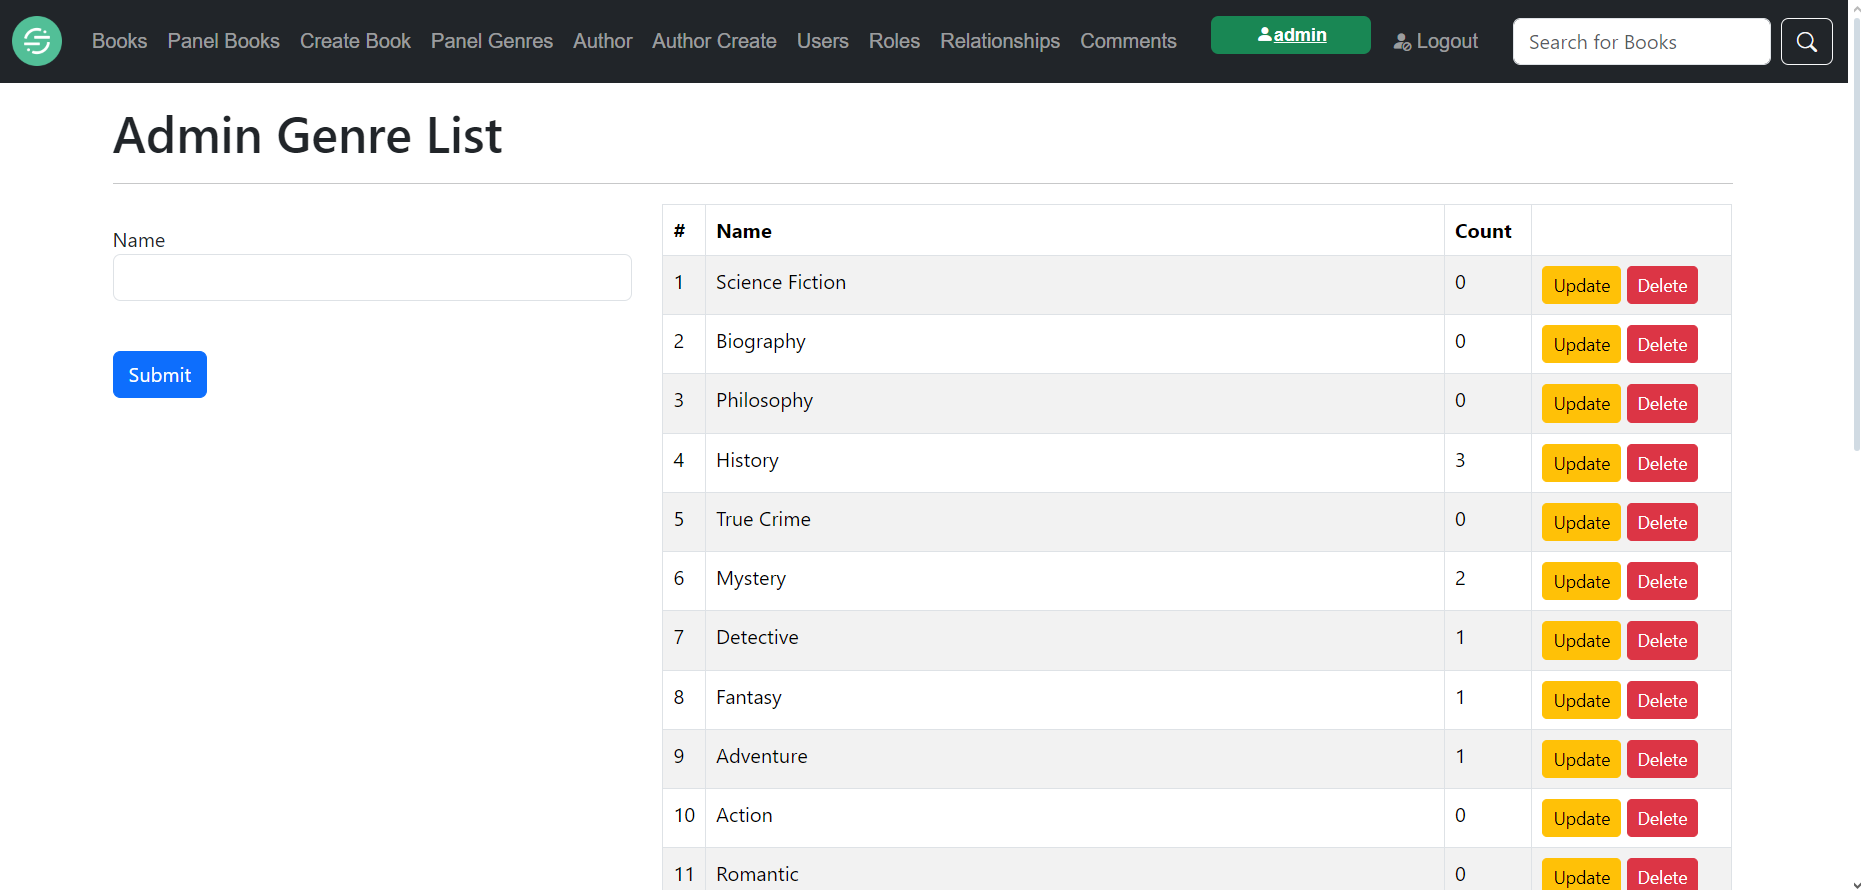 Books Panel Books Create Book Panel Genres Author Author Create Users Roles Relationships Comments admin Logout Search for Books
Admin Genre List
Name
Submit
# Name Count
1 Science Fiction 0 Update Delete
2 Biography 0 Update Delete
3 Philosophy 0 Update Delete
4 History 3 Update Delete
5 True Crime 0 Update Delete
6 Mystery 2 Update Delete
7 Detective 1 Update Delete
8 Fantasy 1 Update Delete
9 Adventure 1 Update Delete
10 Action 0 Update Delete
11 Romantic 0 Update Delete